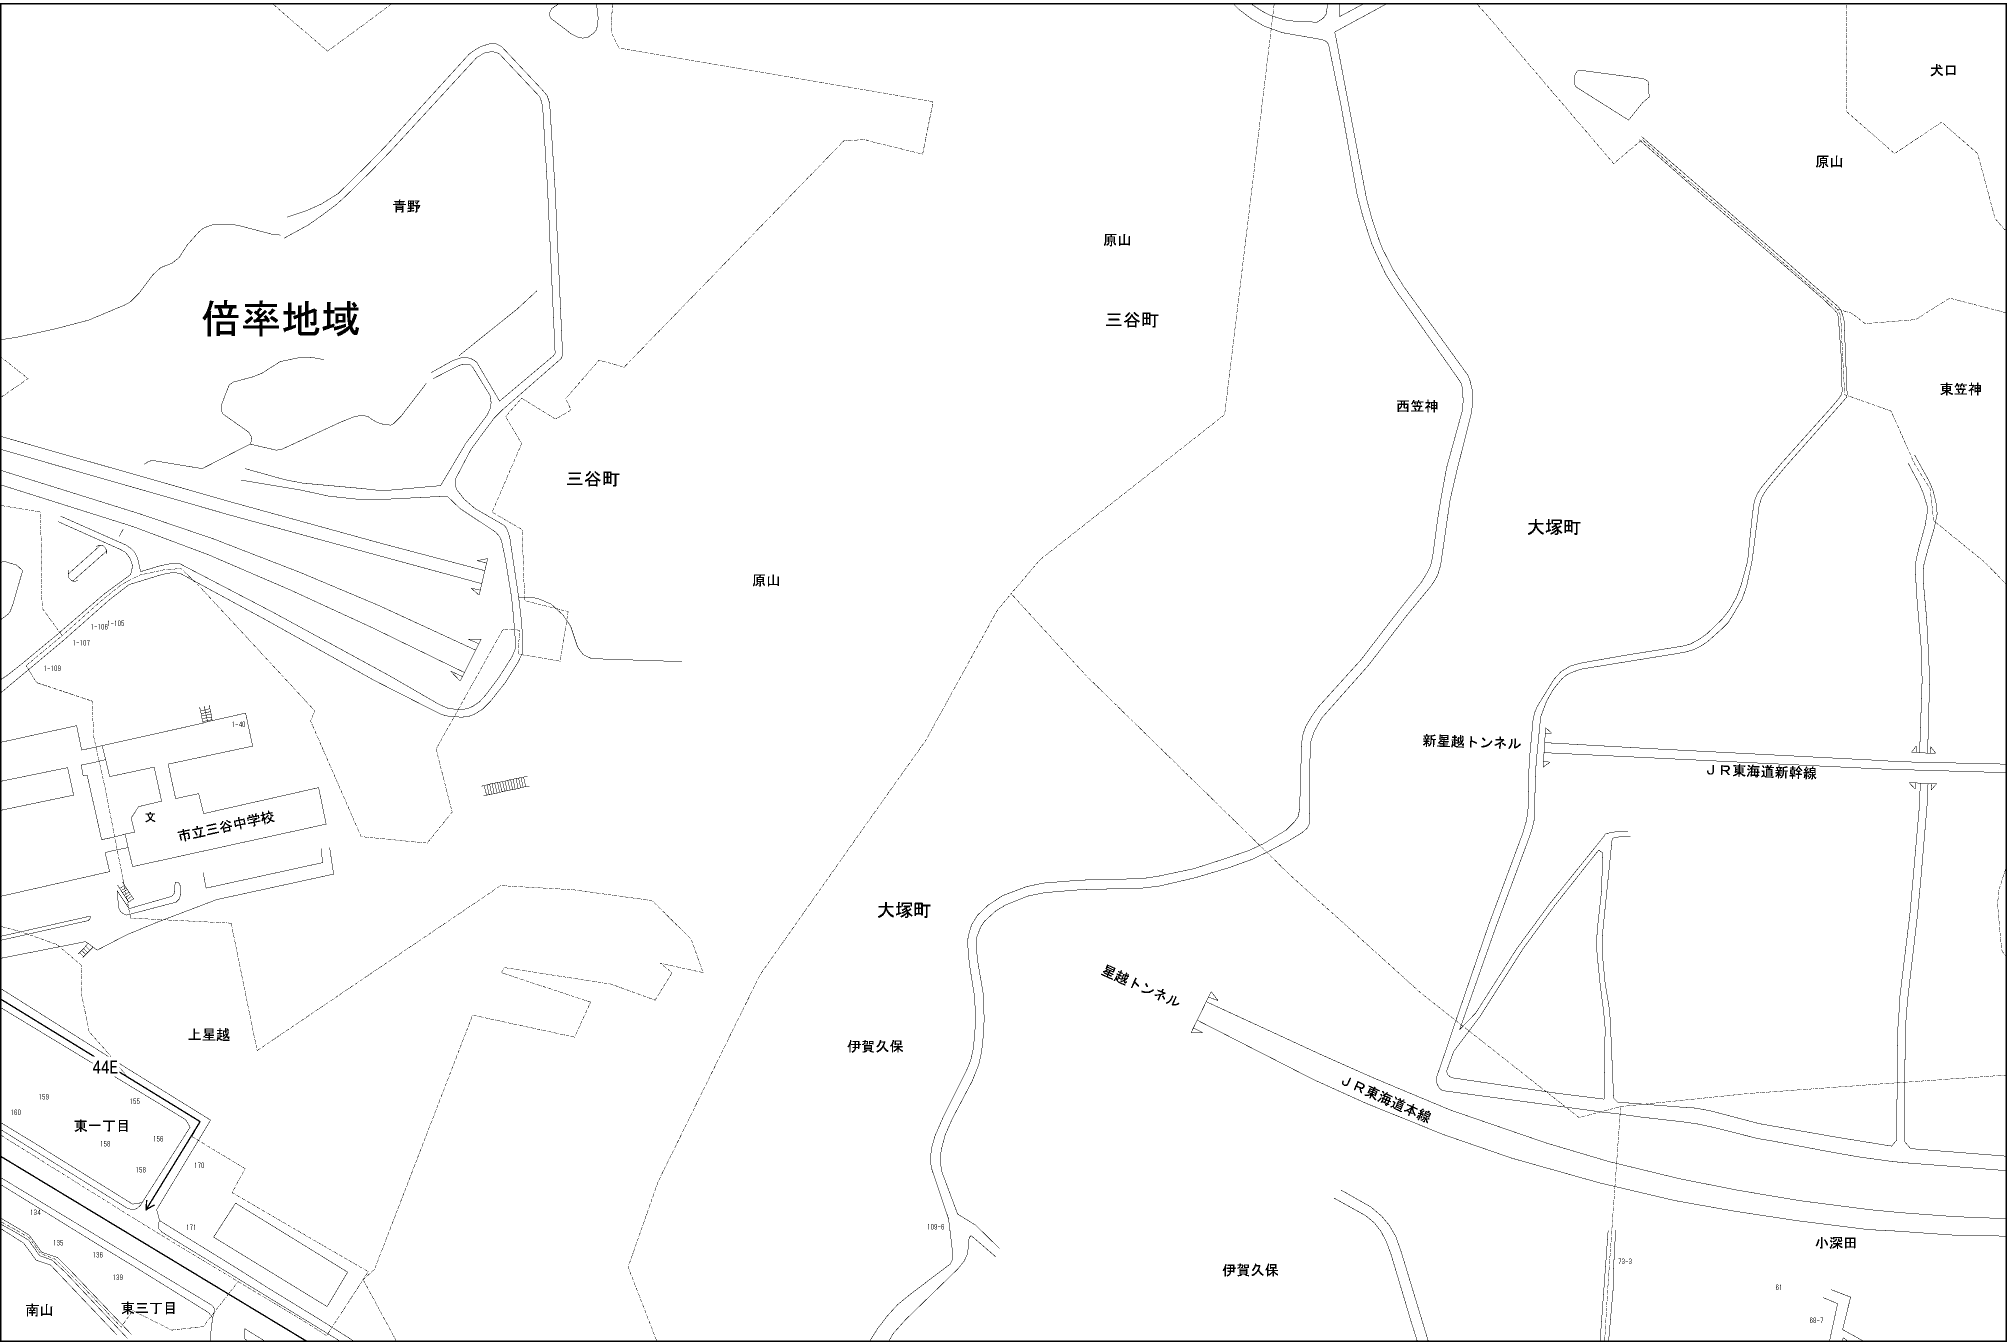 犬口
原山
青野
原山
倍率地域
三谷町
東笠神
西笠神
三谷町
大塚町
原山
1-106
1-105
1-107
1-109
1-40
新星越トンネル
JR東海道新幹線
文
市立三谷中学校
大塚町
星越トンネル
上星越
伊賀久保
44E
JR東海道本線
159
155
160
東一丁目
156
158
158
170
134
171
109-6
135
136
小深田
73-3
139
伊賀久保
61
南山
東三丁目
68-7